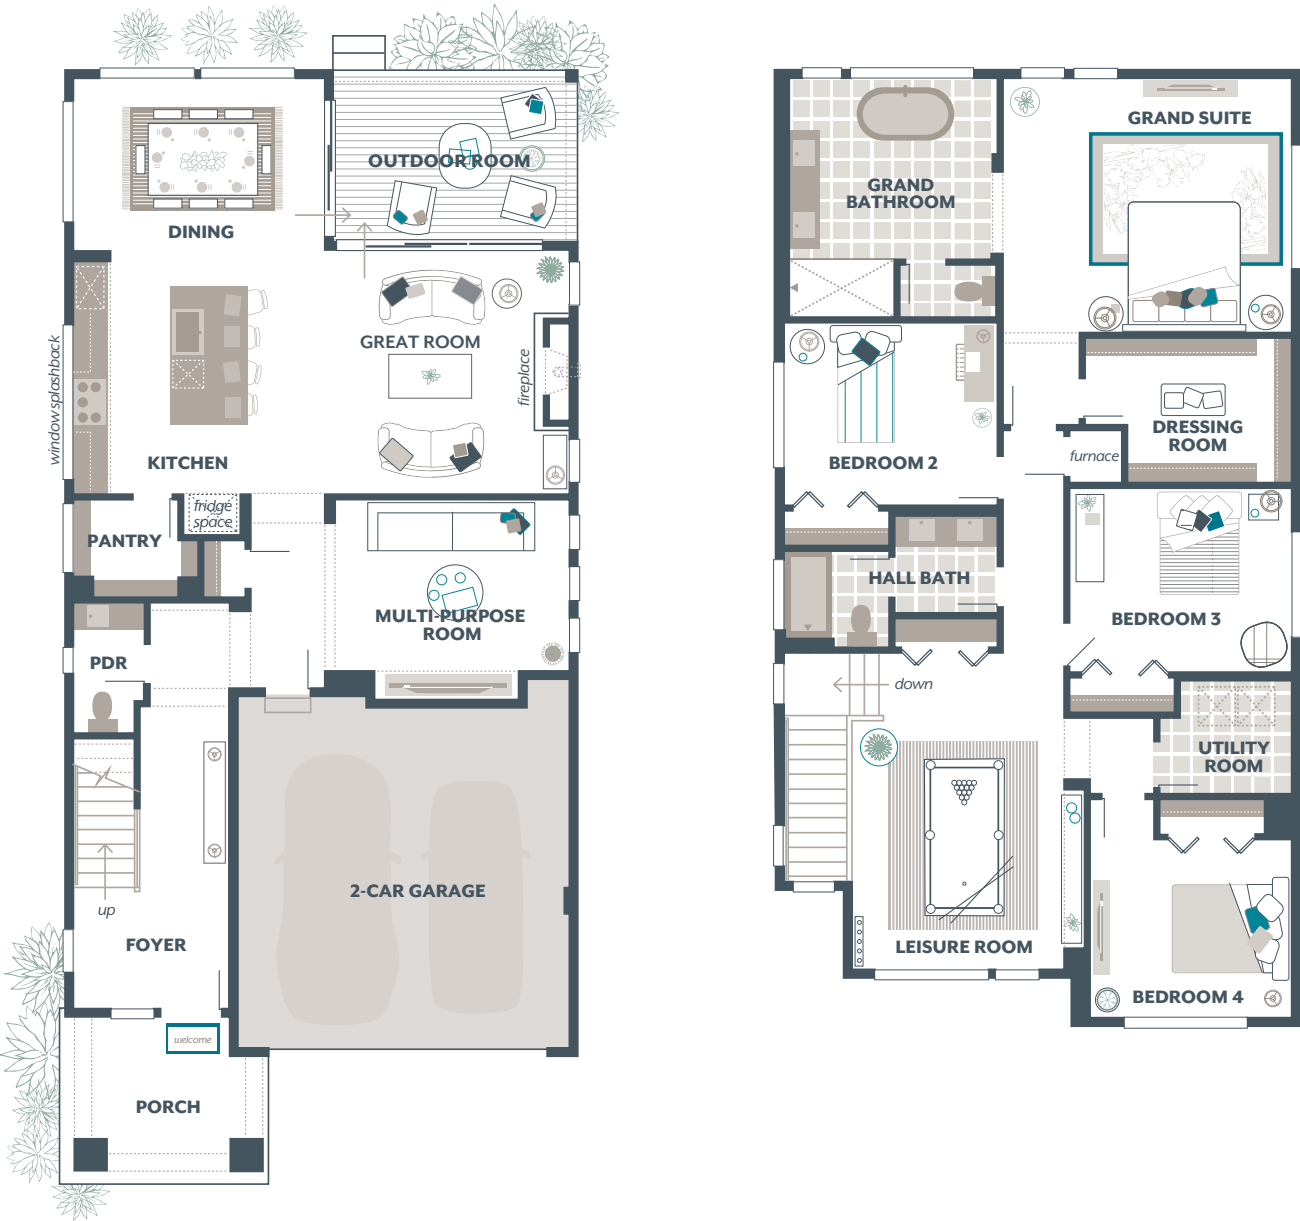 OUTDOOR ROOM
DINING
GREAT ROOM
fireplace
window splashback
KITCHEN
fridge
space
PANTRY
MULTI-PURPOSE
ROOM
PDR
2-CAR GARAGE
up
FOYER
welcome
PORCH
GRAND SUITE
GRAND
BATHROOM
DRESSING
ROOM
BEDROOM 2
furnace
HALL BATH
BEDROOM 3
down
UTILITY
ROOM
LEISURE ROOM
BEDROOM 4